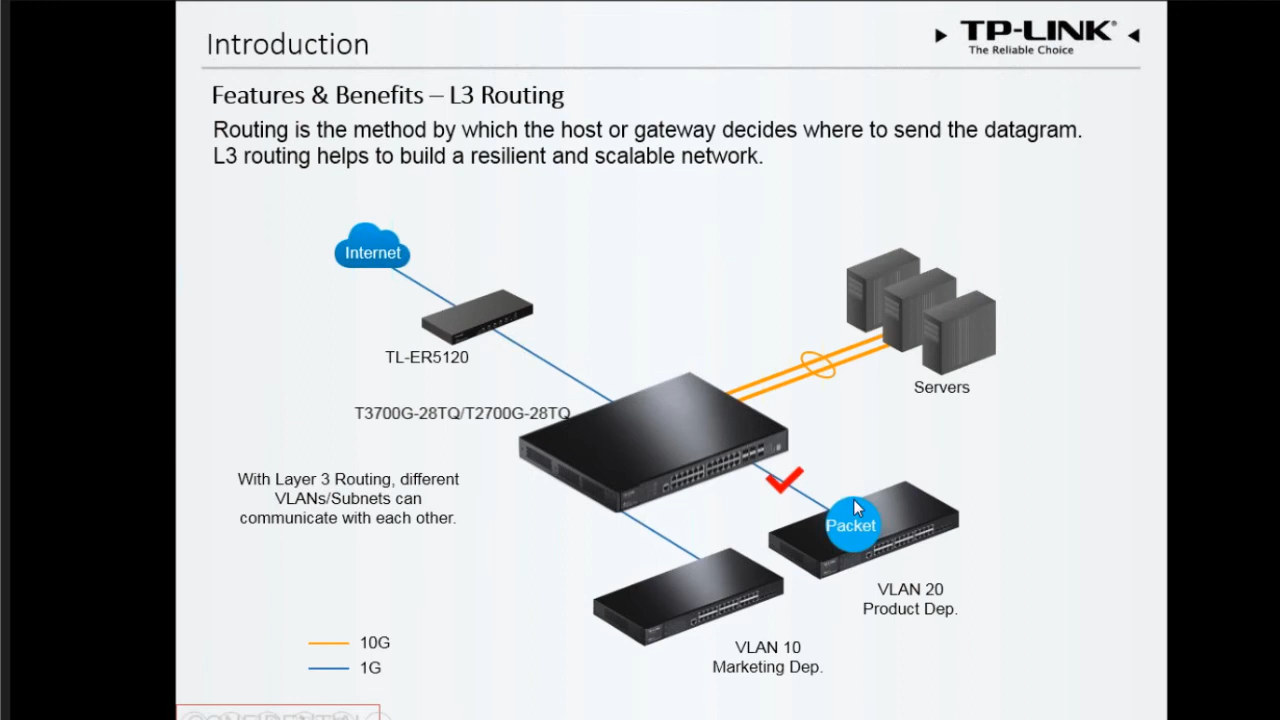 Introduction
TP-LINK
The Reliable Choice
Features & Benefits – L3 Routing
Routing is the method by which the host or gateway decides where to send the datagram.
L3 routing helps to build a resilient and scalable network.
Internet
TL-ER5120
Servers
T3700G-28TQ/T2700G-28TQ
With Layer 3 Routing, different
VLANs/Subnets can
communicate with each other.
Packet
VLAN 20
Product Dep.
VLAN 10
Marketing Dep.
10G
1G